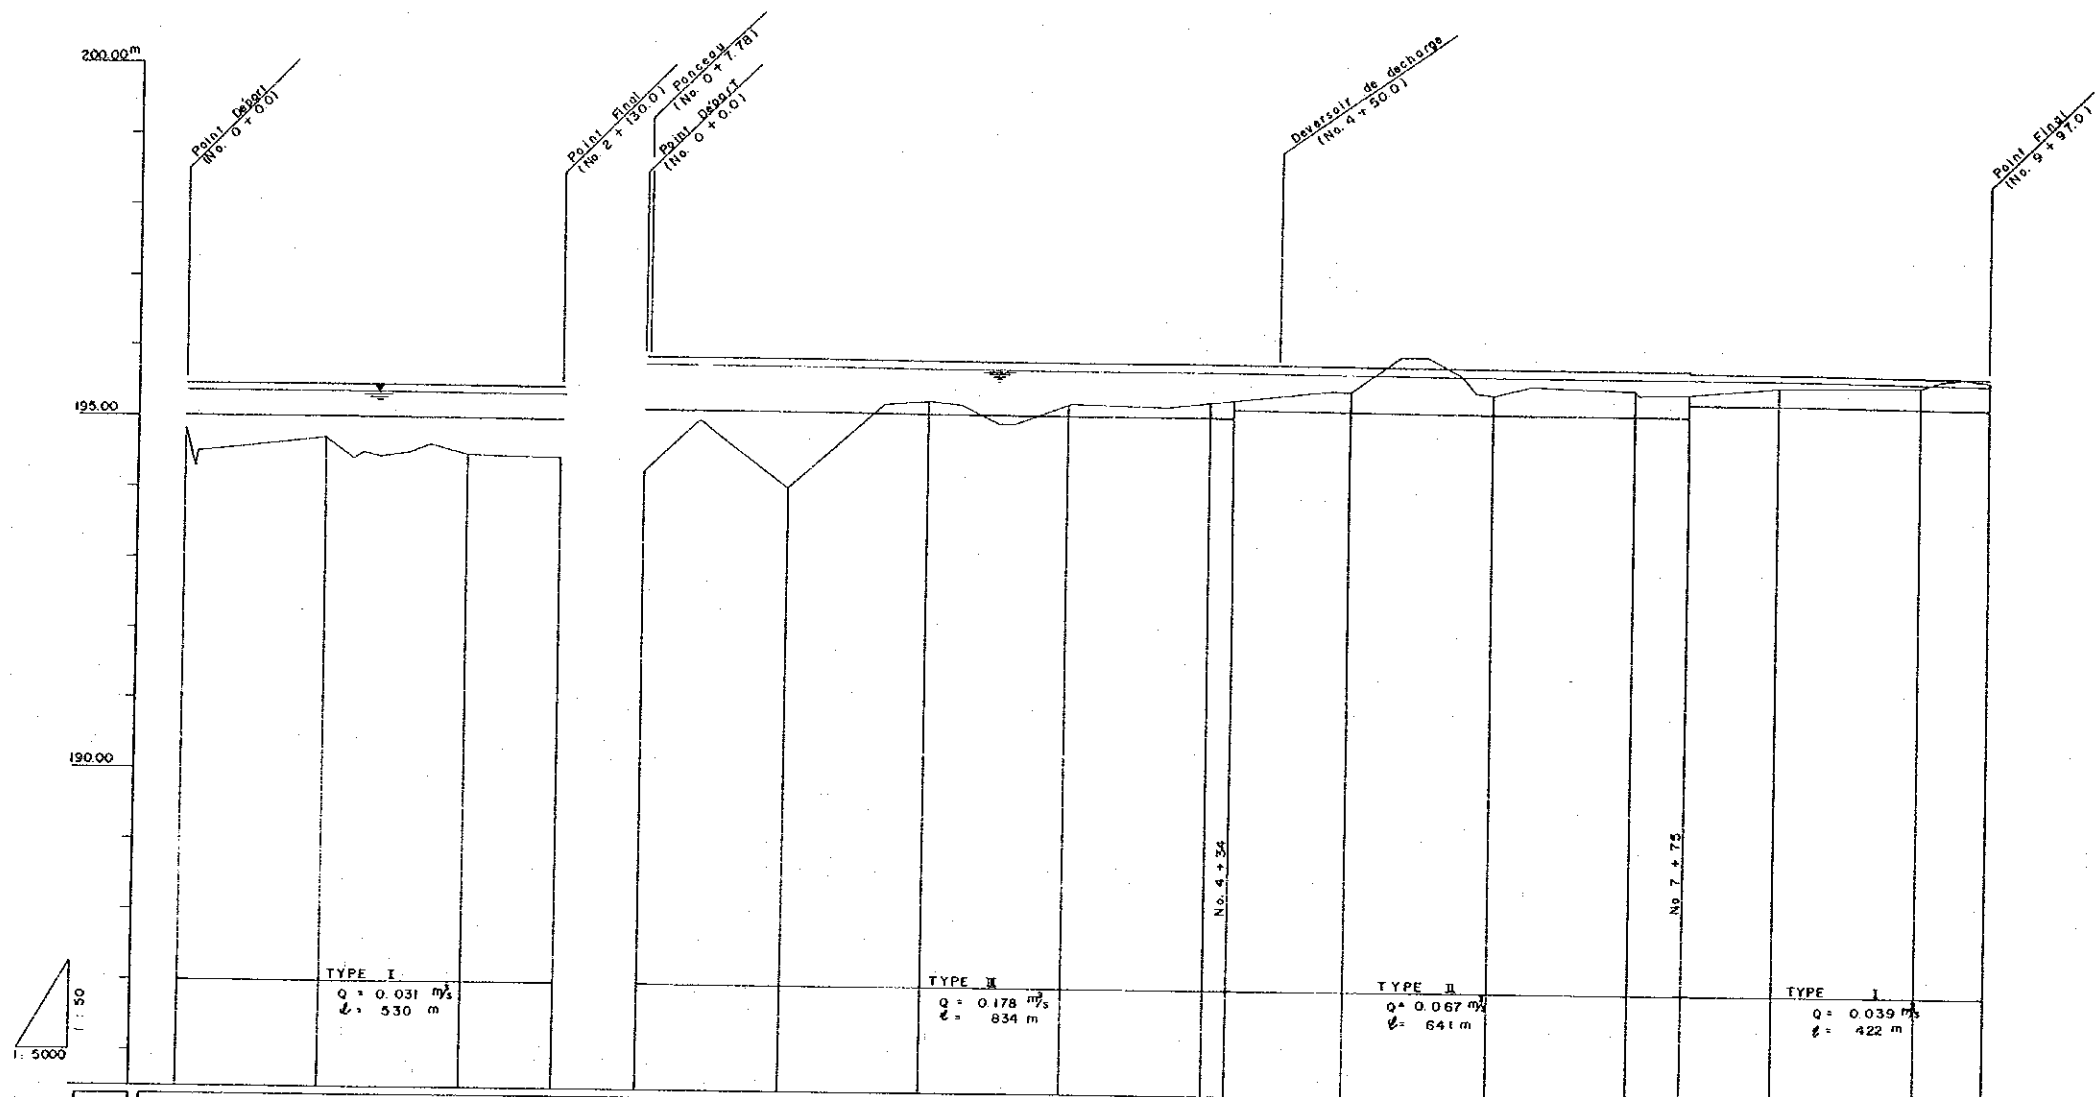 200.00m
Point Départ
(No. 0 + 0.0)
Point Final
(No. 2 + 130.0)
Ponceau
(No. 0 + 7.78)
Point Départ
(No. 0 + 0.0)
Deversoir de decharge
(No. 4 + 50.0)
Point Final
(No. 9 + 97.0)
195.00
190.00
No. 4 + 34
No 7 + 75
TYPE I
Q = 0.031 m³/s
ℓ = 530 m
TYPE III
Q = 0.178 m³/s
ℓ = 834 m
TYPE II
Q = 0.067 m³/s
ℓ = 641 m
TYPE I
Q = 0.039 m³/s
ℓ = 422 m
1 : 50
1 : 5000